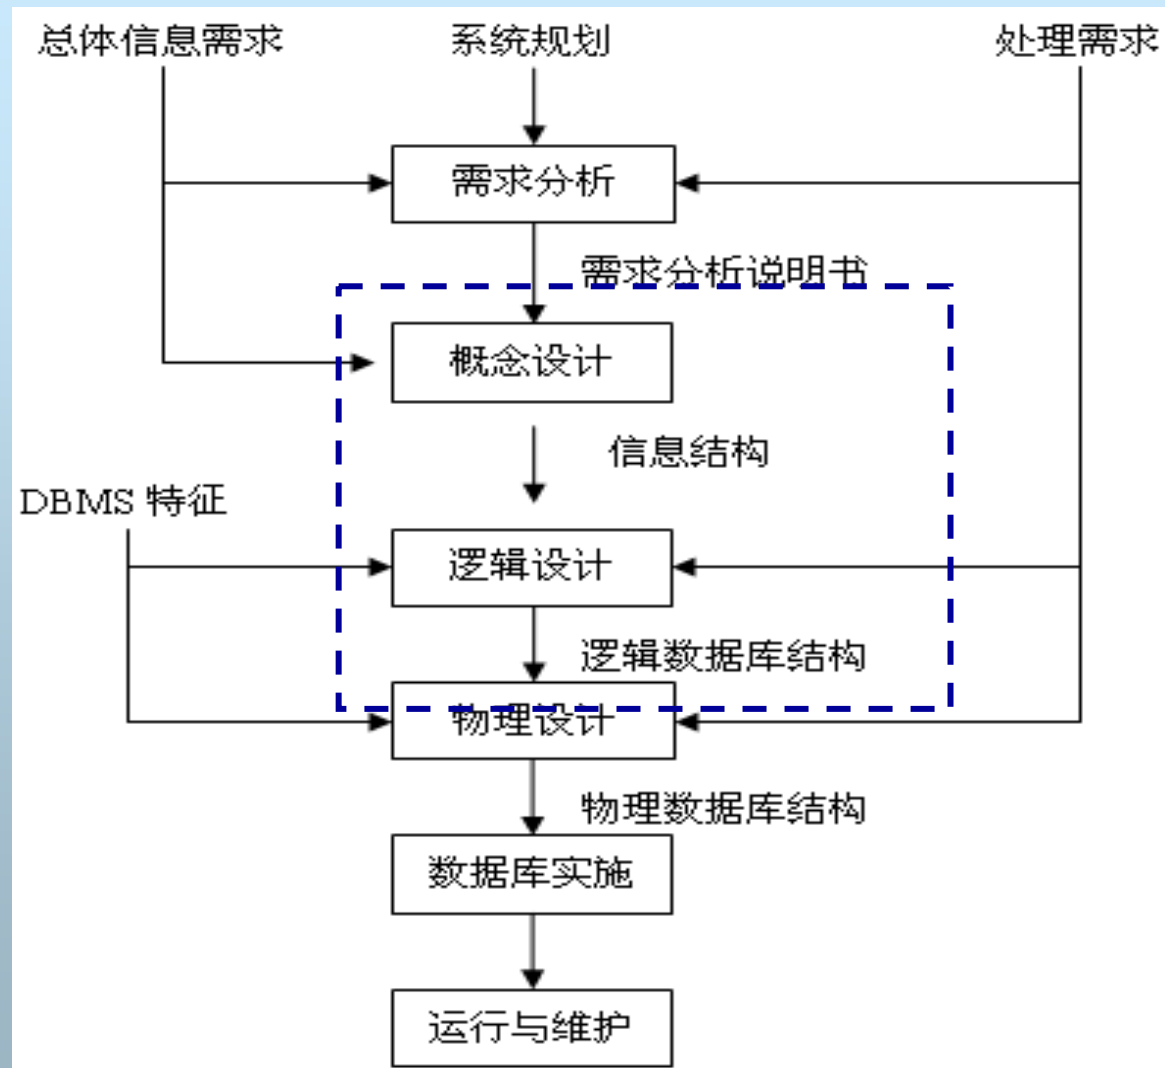 总体信息需求
系统规划
处理需求
需求分析
需求分析说明书
概念设计
信息结构
DBMS 特征
逻辑设计
逻辑数据库结构
物理设计
物理数据库结构
数据库实施
运行与维护